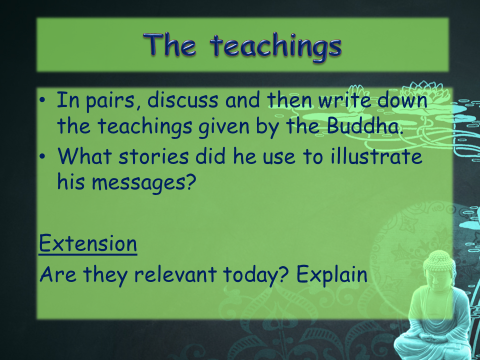 The teachings
• In pairs, discuss and then write down
the teachings given by the Buddha.
• What stories did he use to illustrate
his messages?
Extension
Are they relevant today? Explain